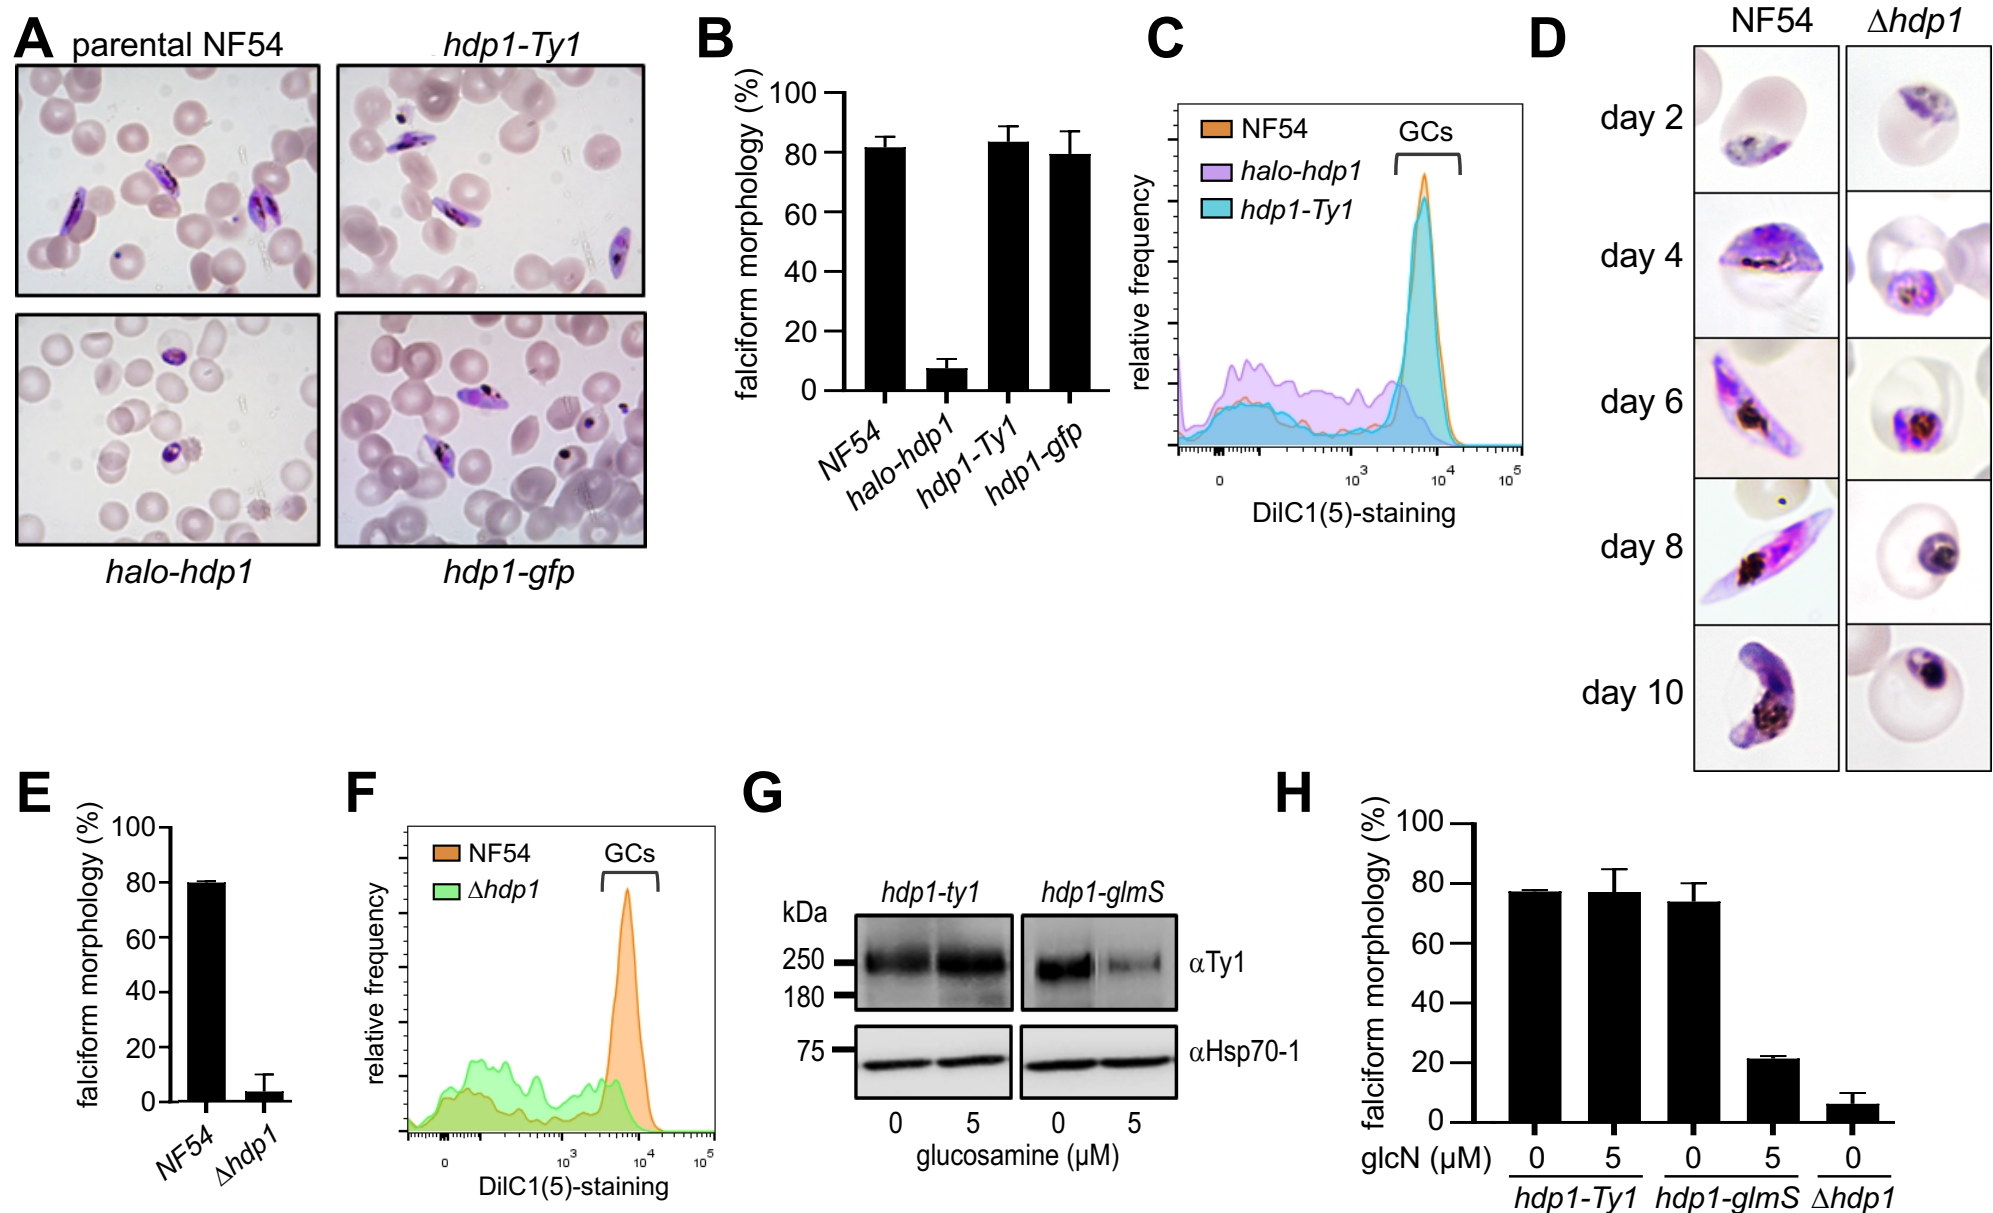 A
parental NF54
hdp1-Ty1
halo-hdp1
hdp1-gfp
B
falciform morphology (%)
100
80
60
40
20
0
NF54
halo-hdp1
hdp1-Ty1
hdp1-gfp
C
NF54
halo-hdp1
hdp1-Ty1
GCs
relative frequency
0
10³
10⁴
10⁵
DilC1(5)-staining
D
NF54
Δhdp1
day 2
day 4
day 6
day 8
day 10
E
falciform morphology (%)
100
80
60
40
20
0
NF54
Δhdp1
F
NF54
Δhdp1
GCs
relative frequency
0
10³
10⁴
10⁵
DilC1(5)-staining
G
hdp1-ty1
hdp1-glmS
kDa
250
180
75
αTy1
αHsp70-1
0 5 0 5
glucosamine (μM)
H
falciform morphology (%)
100
80
60
40
20
0
glcN (μM) 0 5 0 5 0
hdp1-Ty1 hdp1-glmS Δhdp1